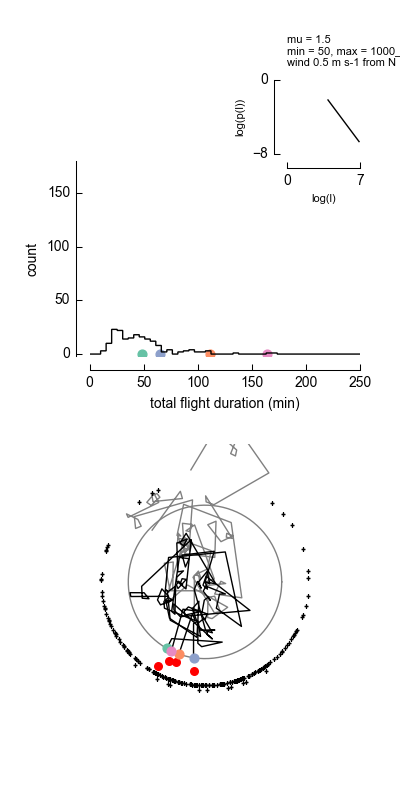 mu = 1.5
min = 50, max = 1000_
wind 0.5 m s-1 from N
0
log(p(l))
−8
0
7
log(l)
150
100
50
0
count
0
50
100
150
200
250
total flight duration (min)